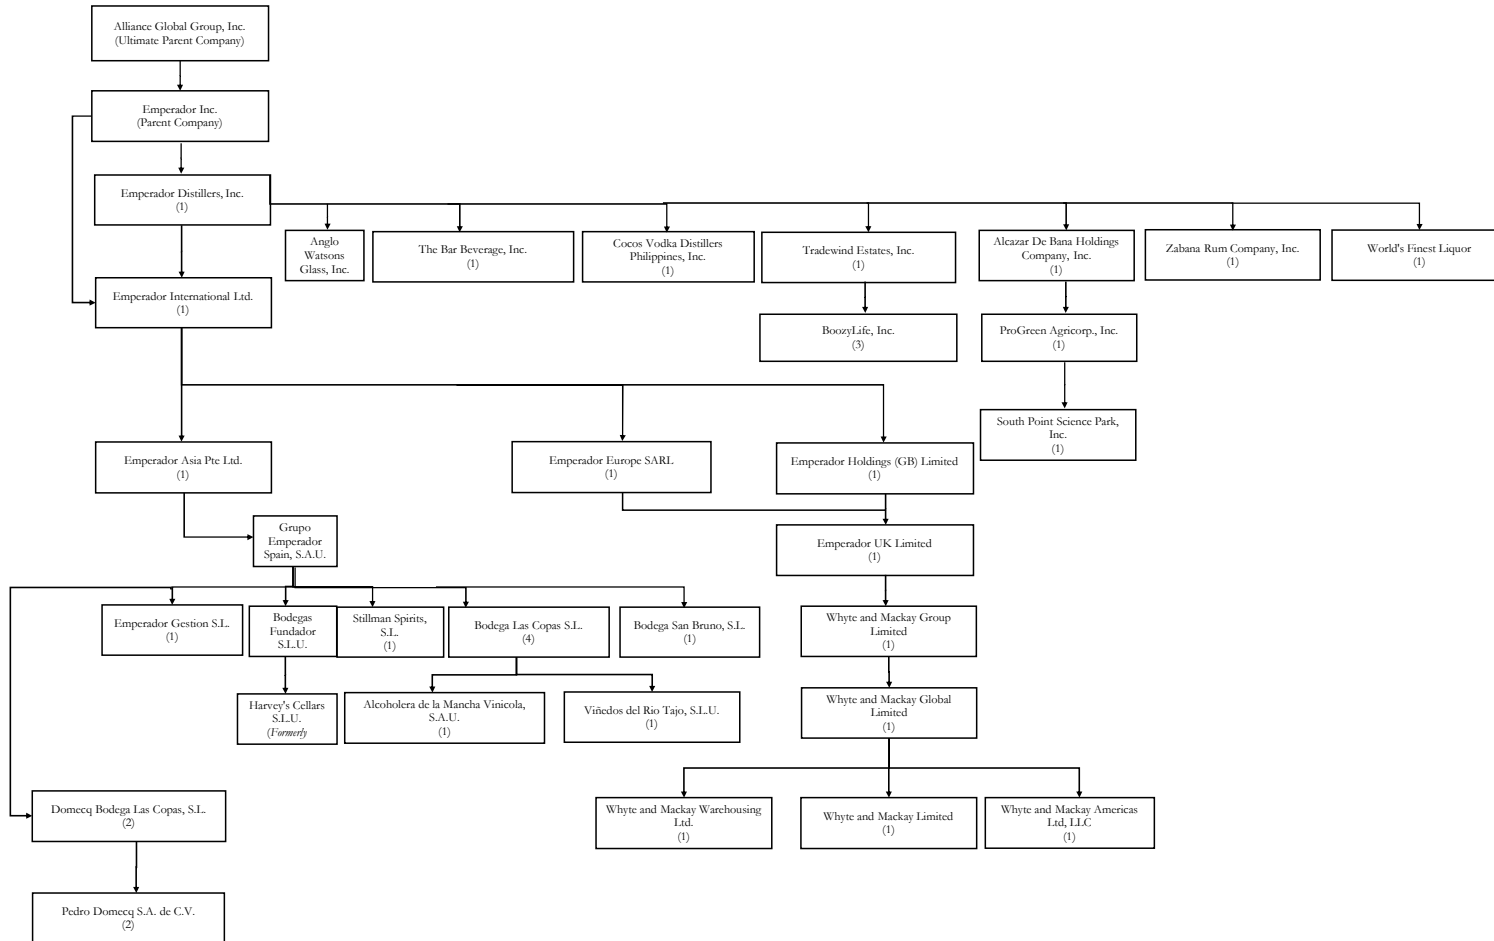 Alliance Global Group, Inc.
(Ultimate Parent Company)
Emperador Inc.
(Parent Company)
Emperador Distillers, Inc.
(1)
Anglo
Watsons
Glass, Inc.
The Bar Beverage, Inc.
(1)
Cocos Vodka Distillers
Philippines, Inc.
(1)
Tradewind Estates, Inc.
(1)
Alcazar De Bana Holdings
Company, Inc.
(1)
Zabana Rum Company, Inc.
(1)
World's Finest Liquor
(1)
Emperador International Ltd.
(1)
BoozyLife, Inc.
(3)
ProGreen Agricorp., Inc.
(1)
South Point Science Park,
Inc.
(1)
Emperador Asia Pte Ltd.
(1)
Emperador Europe SARL
(1)
Emperador Holdings (GB) Limited
(1)
Grupo
Emperador
Spain, S.A.U.
Emperador UK Limited
(1)
Emperador Gestion S.L.
(1)
Bodegas
Fundador
S.L.U.
Stillman Spirits,
S.L.
(1)
Bodega Las Copas S.L.
(4)
Bodega San Bruno, S.L.
(1)
Whyte and Mackay Group
Limited
(1)
Harvey's Cellars
S.L.U.
(Formerly
Alcoholera de la Mancha Vinicola,
S.A.U.
(1)
Viñedos del Rio Tajo, S.L.U.
(1)
Whyte and Mackay Global
Limited
(1)
Domecq Bodega Las Copas, S.L.
(2)
Whyte and Mackay Warehousing
Ltd.
(1)
Whyte and Mackay Limited
(1)
Whyte and Mackay Americas
Ltd, LLC
(1)
Pedro Domecq S.A. de C.V.
(2)